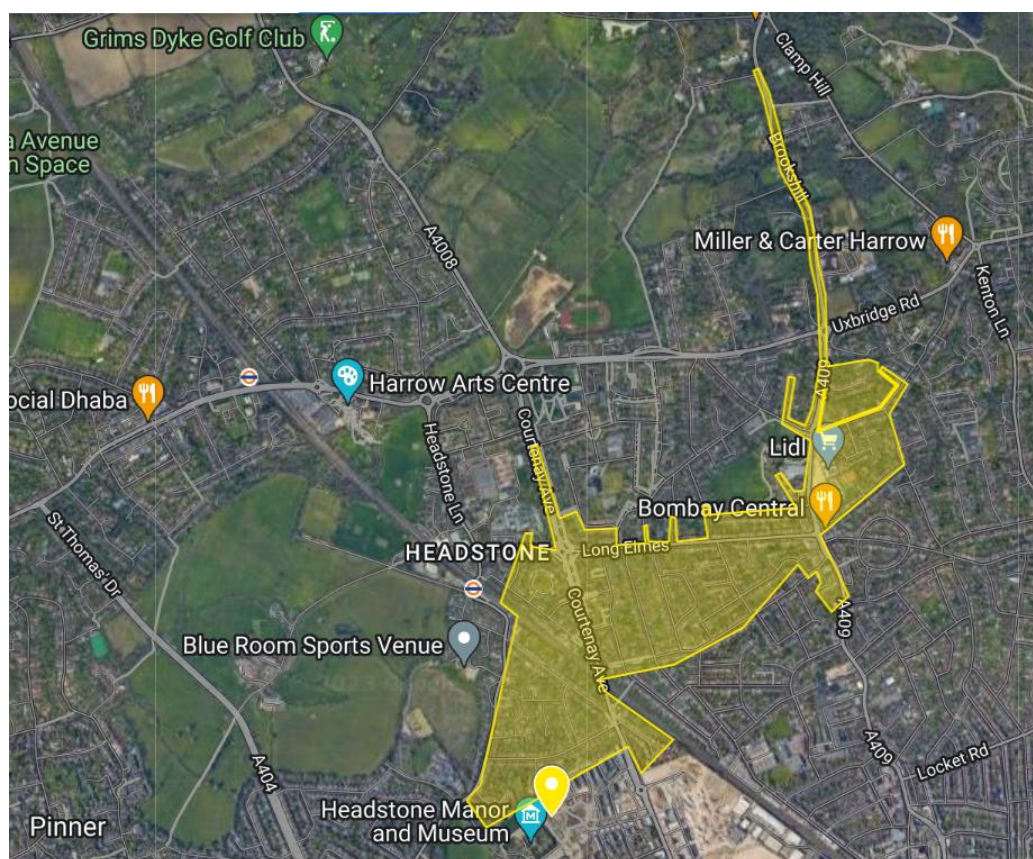 Grims Dyke Golf Club
Clamp Hill
a Avenue
n Space
Brookshill
A4008
Miller & Carter Harrow
Uxbridge Rd
Kenton Ln
Harrow Arts Centre
ocial Dhaba
A409
Courtenay Ave
Headstone Ln
Lidl
Bombay Central
HEADSTONE
Long Elmes
St Thomas' Dr
Courtenay Ave
A409
Blue Room Sports Venue
A404
A409
Locket Rd
Pinner
Headstone Manor
and Museum